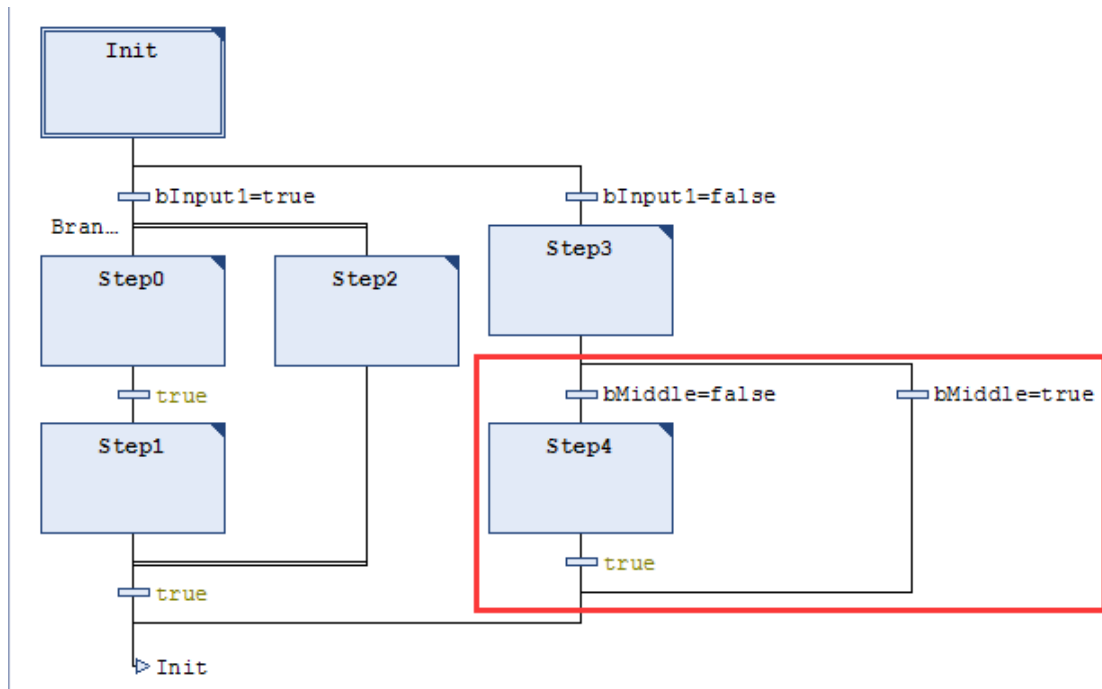 Init
bInput1=true
bInput1=false
Bran…
Step3
Step0
Step2
true
bMiddle=false
bMiddle=true
Step1
Step4
true
true
Init